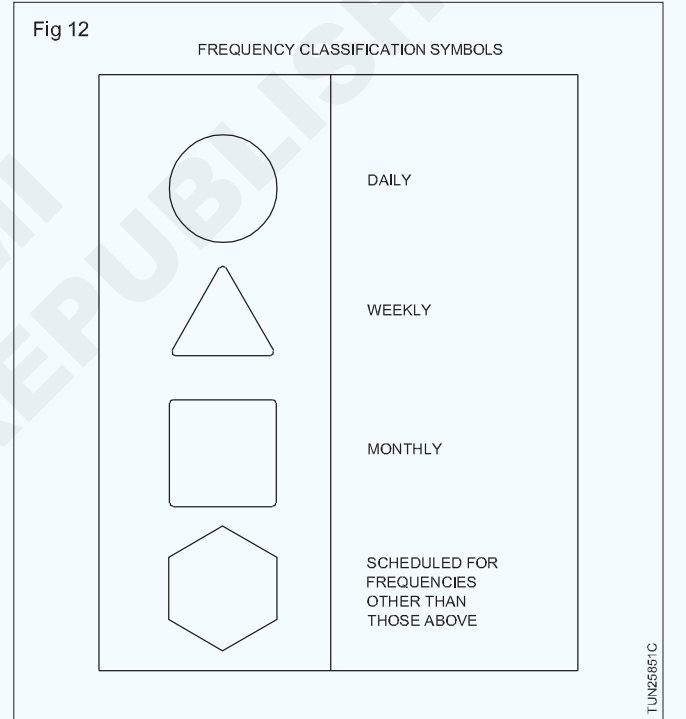 Fig 12
FREQUENCY CLASSIFICATION SYMBOLS
DAILY
WEEKLY
MONTHLY
SCHEDULED FOR
FREQUENCIES
OTHER THAN
THOSE ABOVE
TUN25851C